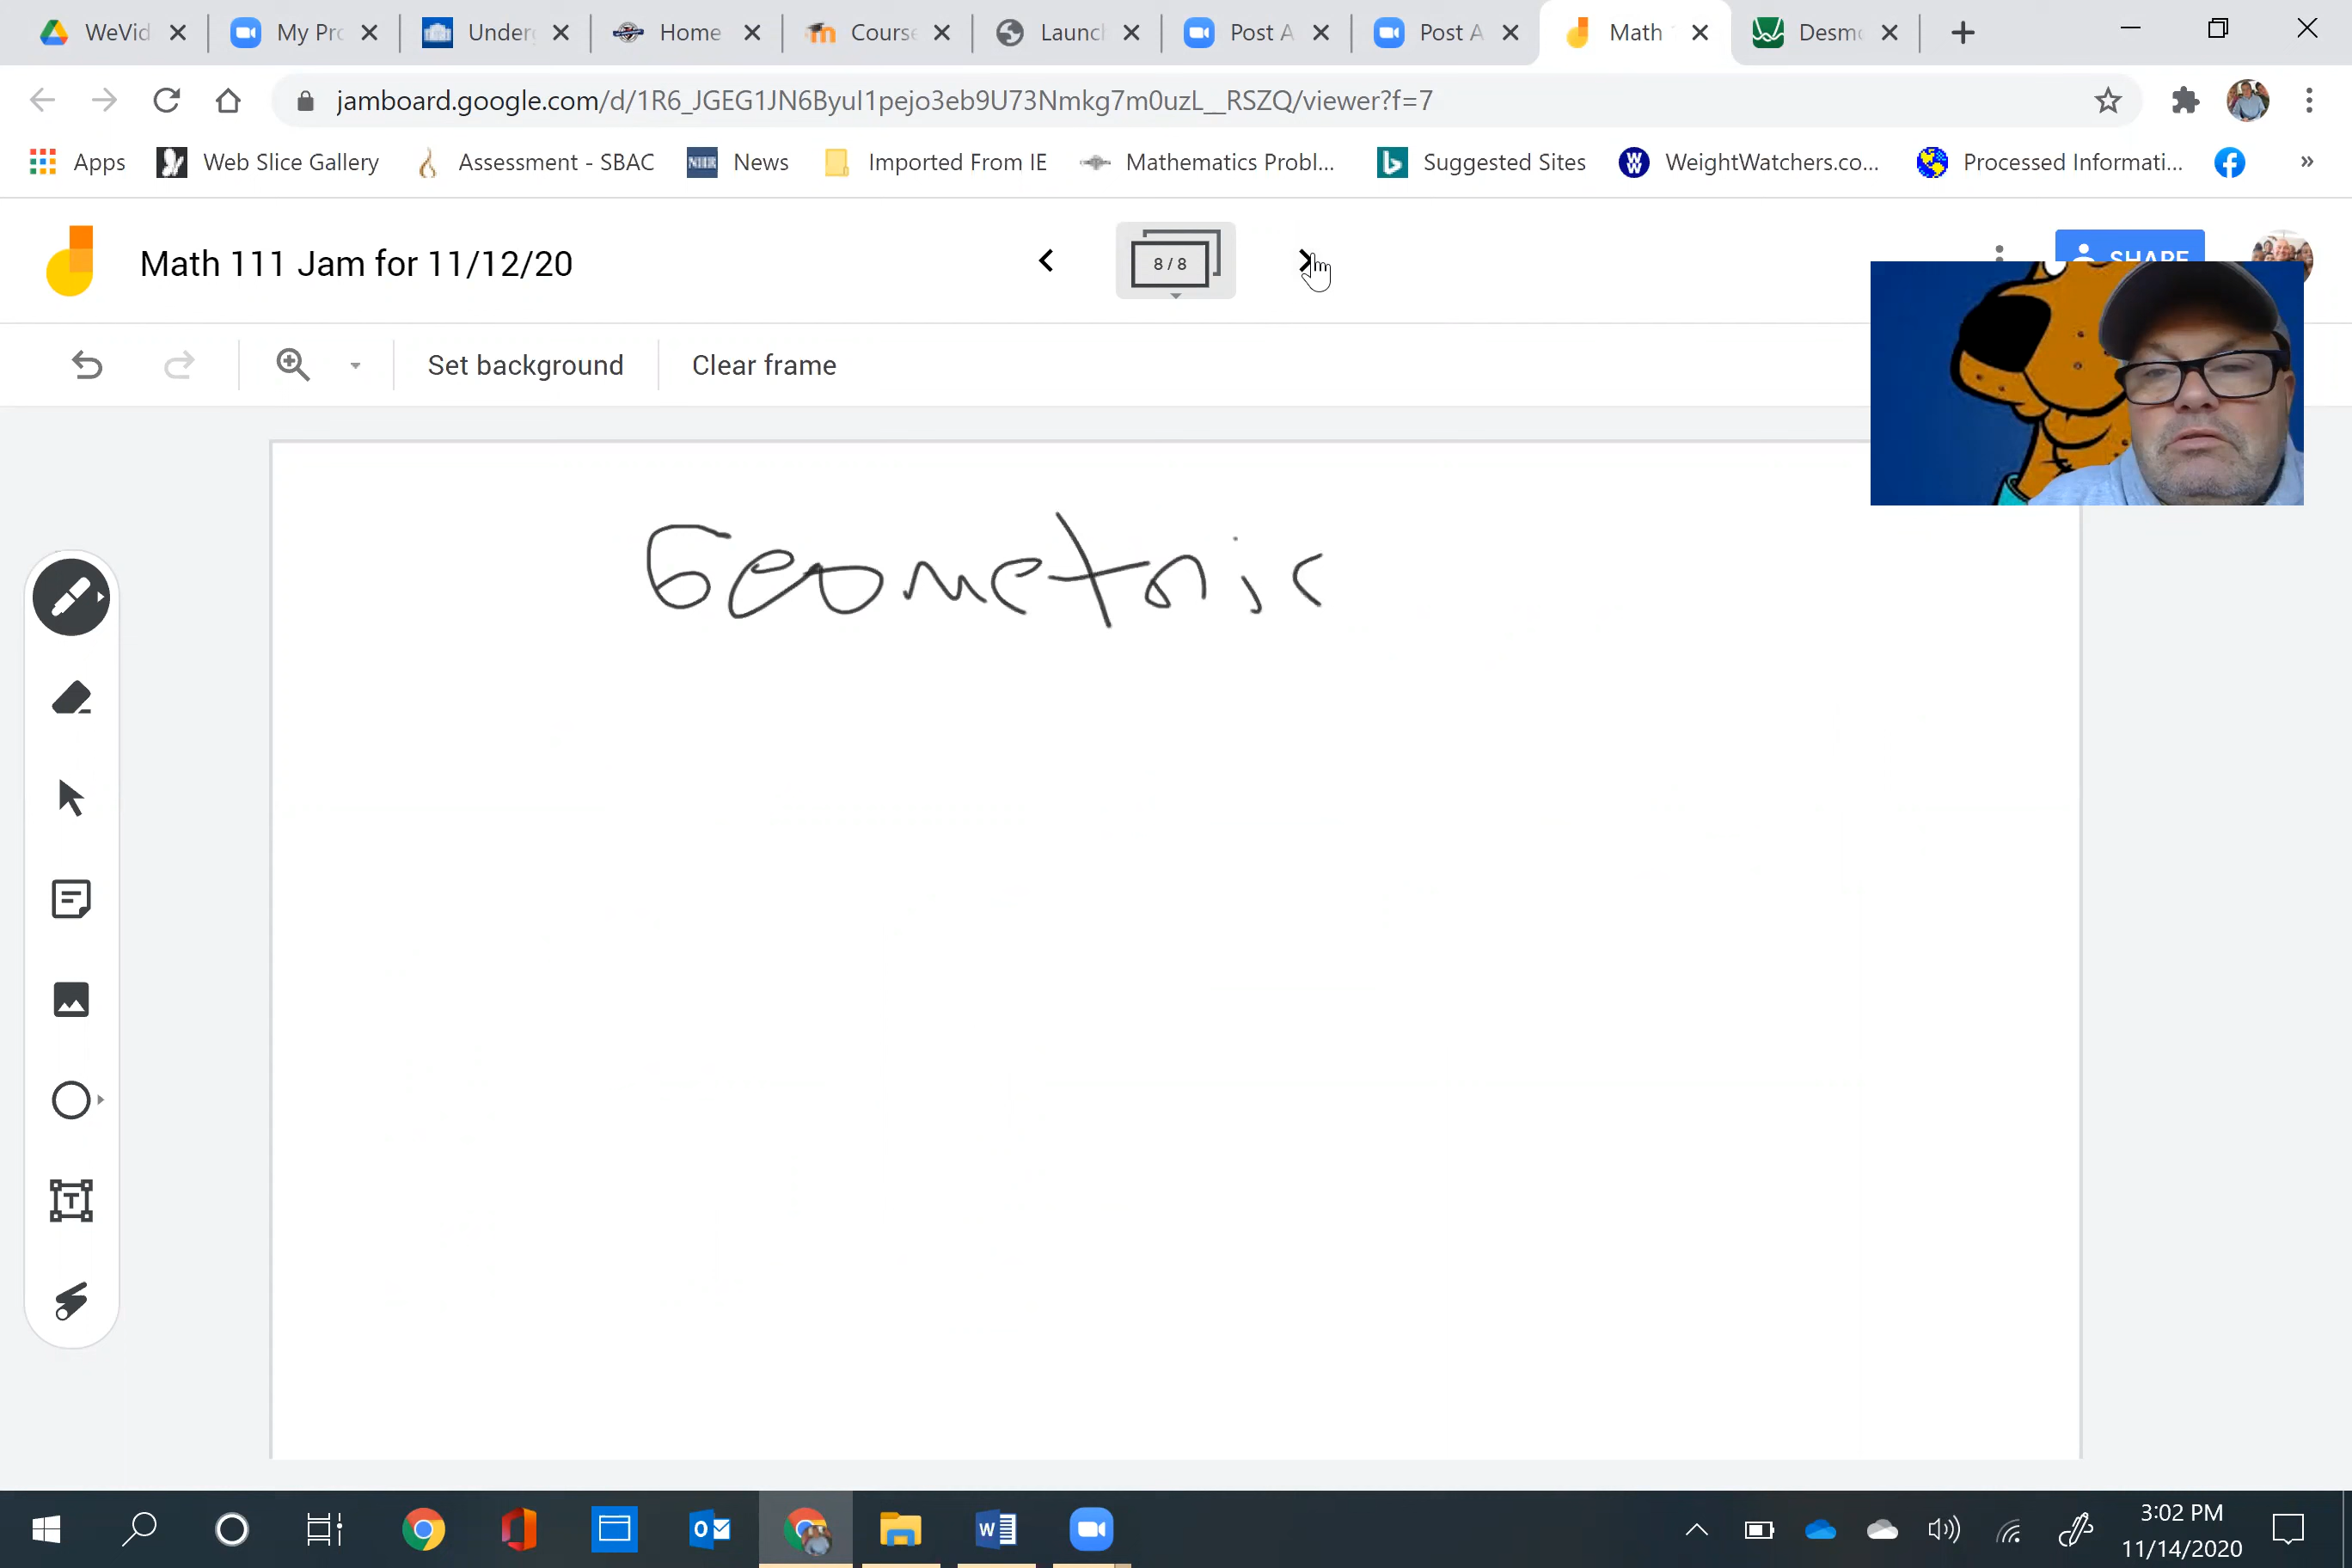 WeVid My Pro Under Home Course Launc Post A Post A Math Desmo
jamboard.google.com/d/1R6_JGEG1JN6Byul1pejo3eb9U73Nmkg7m0uzL__RSZQ/viewer?f=7
Apps Web Slice Gallery Assessment - SBAC News Imported From IE Mathematics Probl... Suggested Sites WeightWatchers.co... Processed Informati... »
Math 111 Jam for 11/12/20 8 / 8 SHARE
Set background Clear frame
Geometric
3:02 PM
11/14/2020